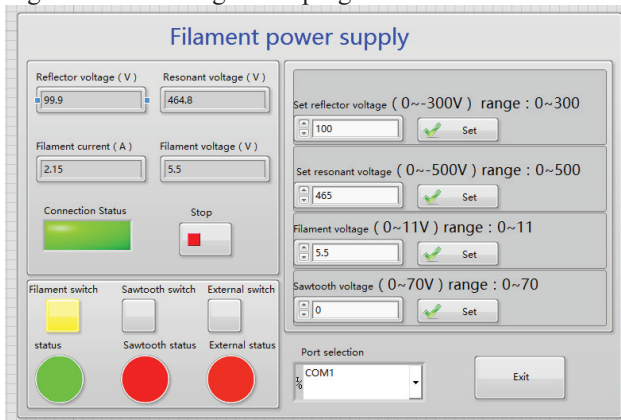 Filament power supply
Reflector voltage ( V )
Resonant voltage ( V )
99.9
464.8
Filament current ( A )
Filament voltage ( V )
2.15
5.5
Connection Status
Stop
Filament switch
Sawtooth switch
External switch
status
Sawtooth status
External status
Set reflector voltage ( 0~-300V ) range : 0~300
100
Set
Set resonant voltage ( 0~-500V ) range : 0~500
465
Set
Filament voltage ( 0~11V ) range : 0~11
5.5
Set
Sawtooth voltage ( 0~70V ) range : 0~70
0
Set
Port selection
COM1
Exit